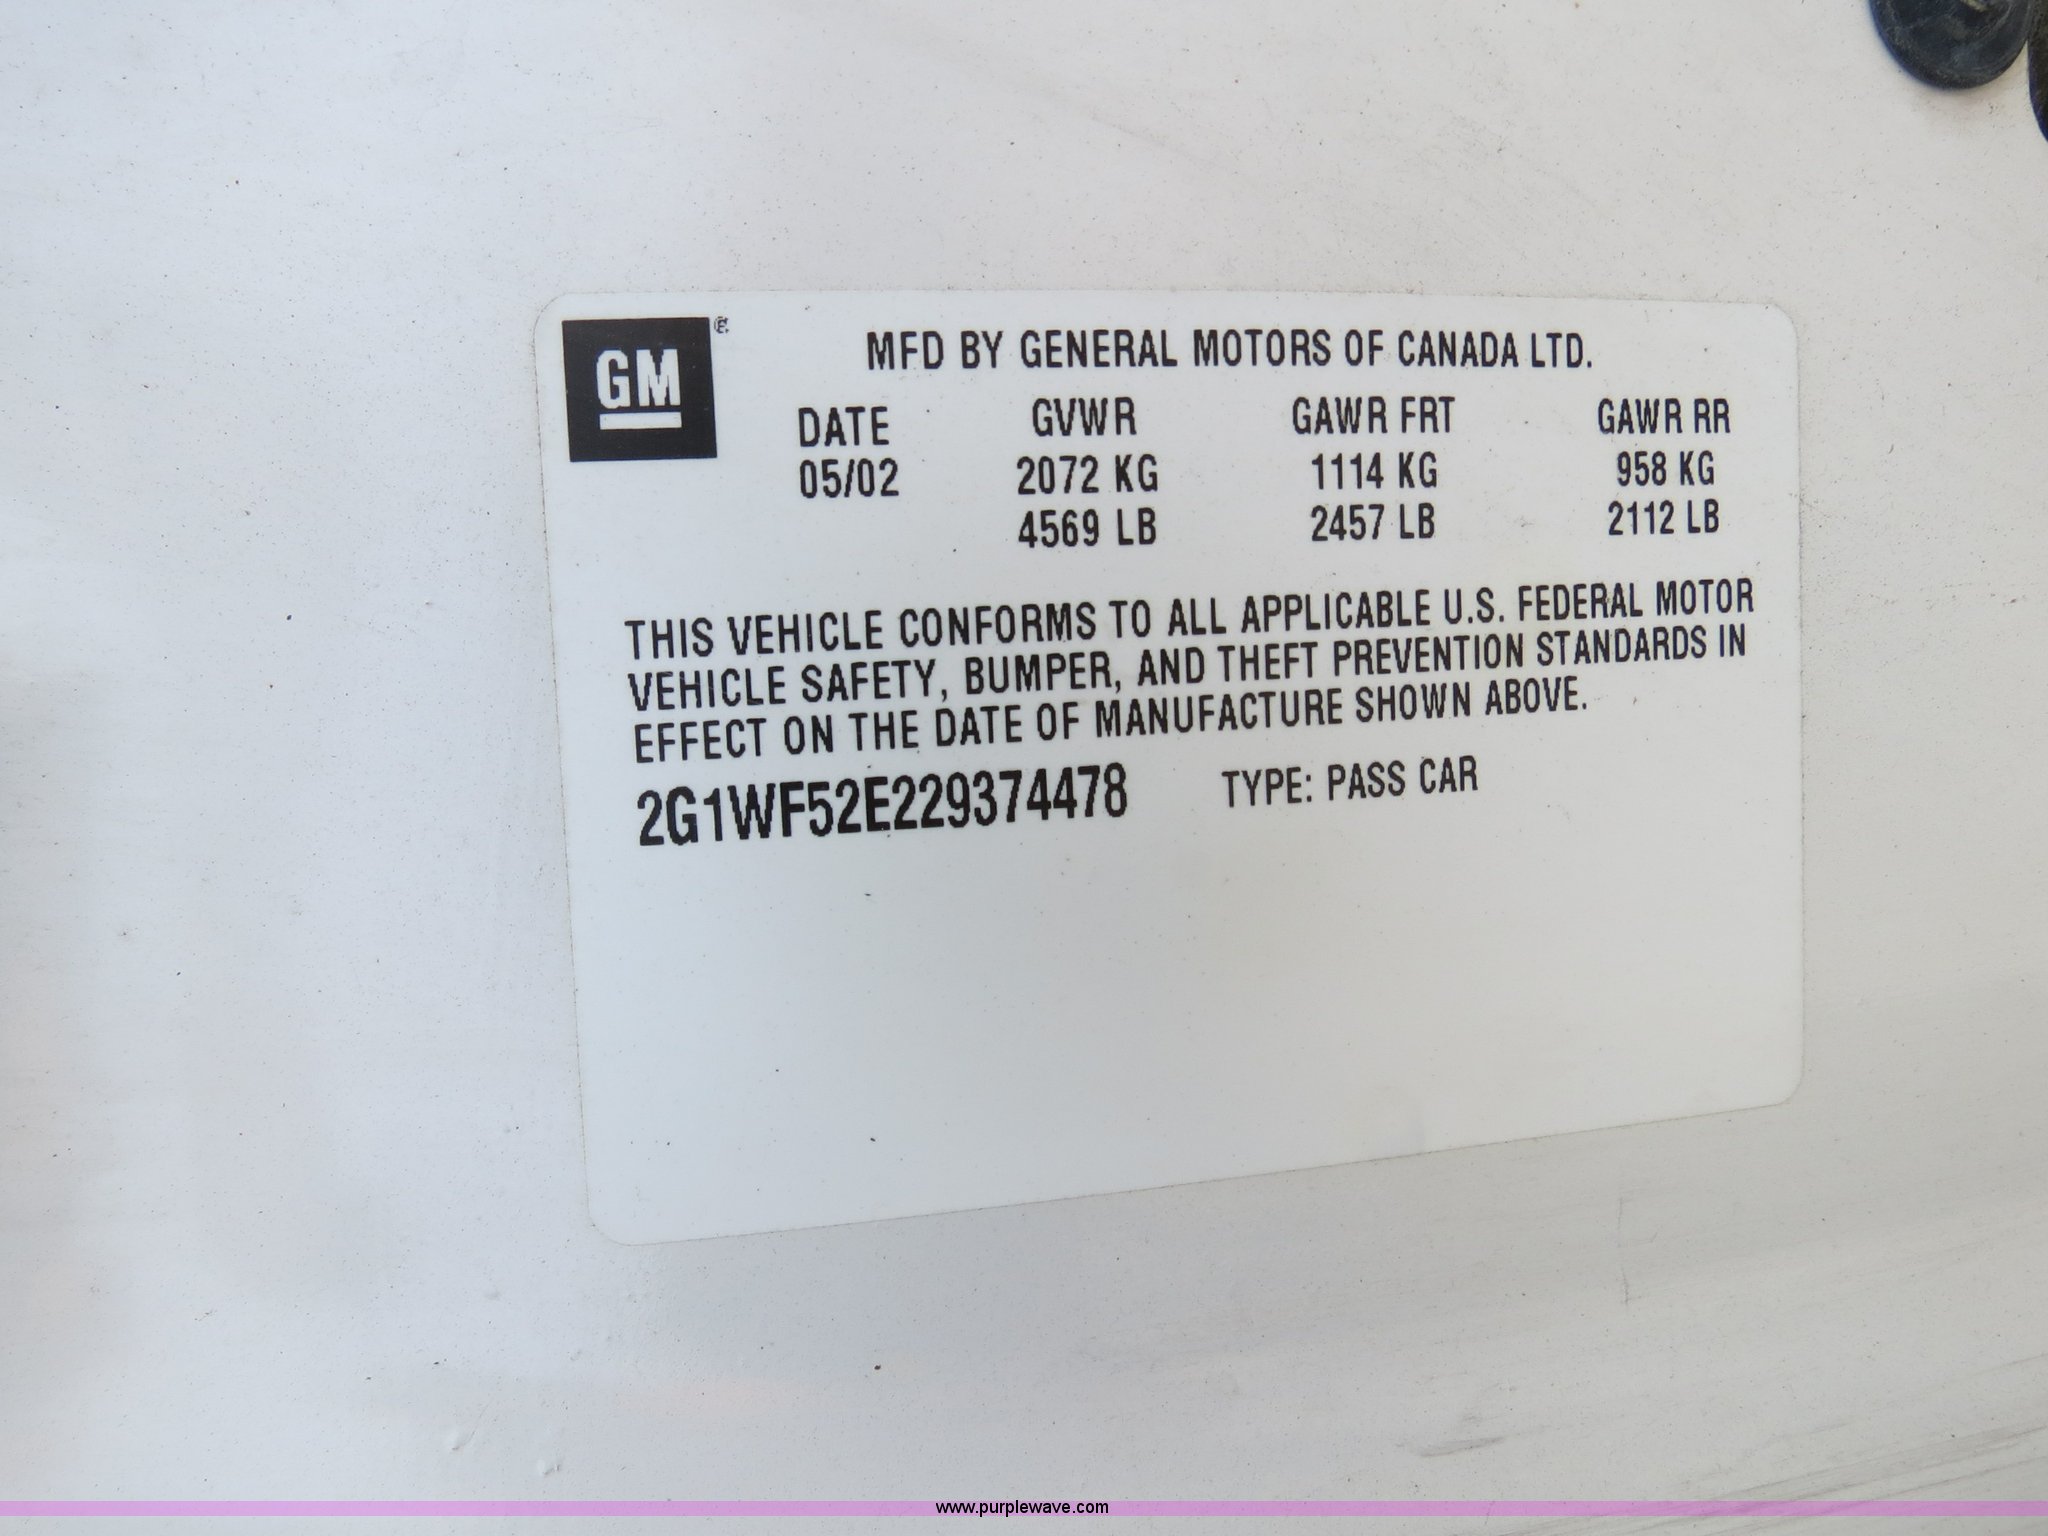 GM
MFD BY GENERAL MOTORS OF CANADA LTD.
DATE GVWR GAWR FRT GAWR RR
05/02 2072 KG 1114 KG 958 KG
4569 LB 2457 LB 2112 LB
THIS VEHICLE CONFORMS TO ALL APPLICABLE U.S. FEDERAL MOTOR
VEHICLE SAFETY, BUMPER, AND THEFT PREVENTION STANDARDS IN
EFFECT ON THE DATE OF MANUFACTURE SHOWN ABOVE.
2G1WF52E229374478 TYPE: PASS CAR
www.purplewave.com